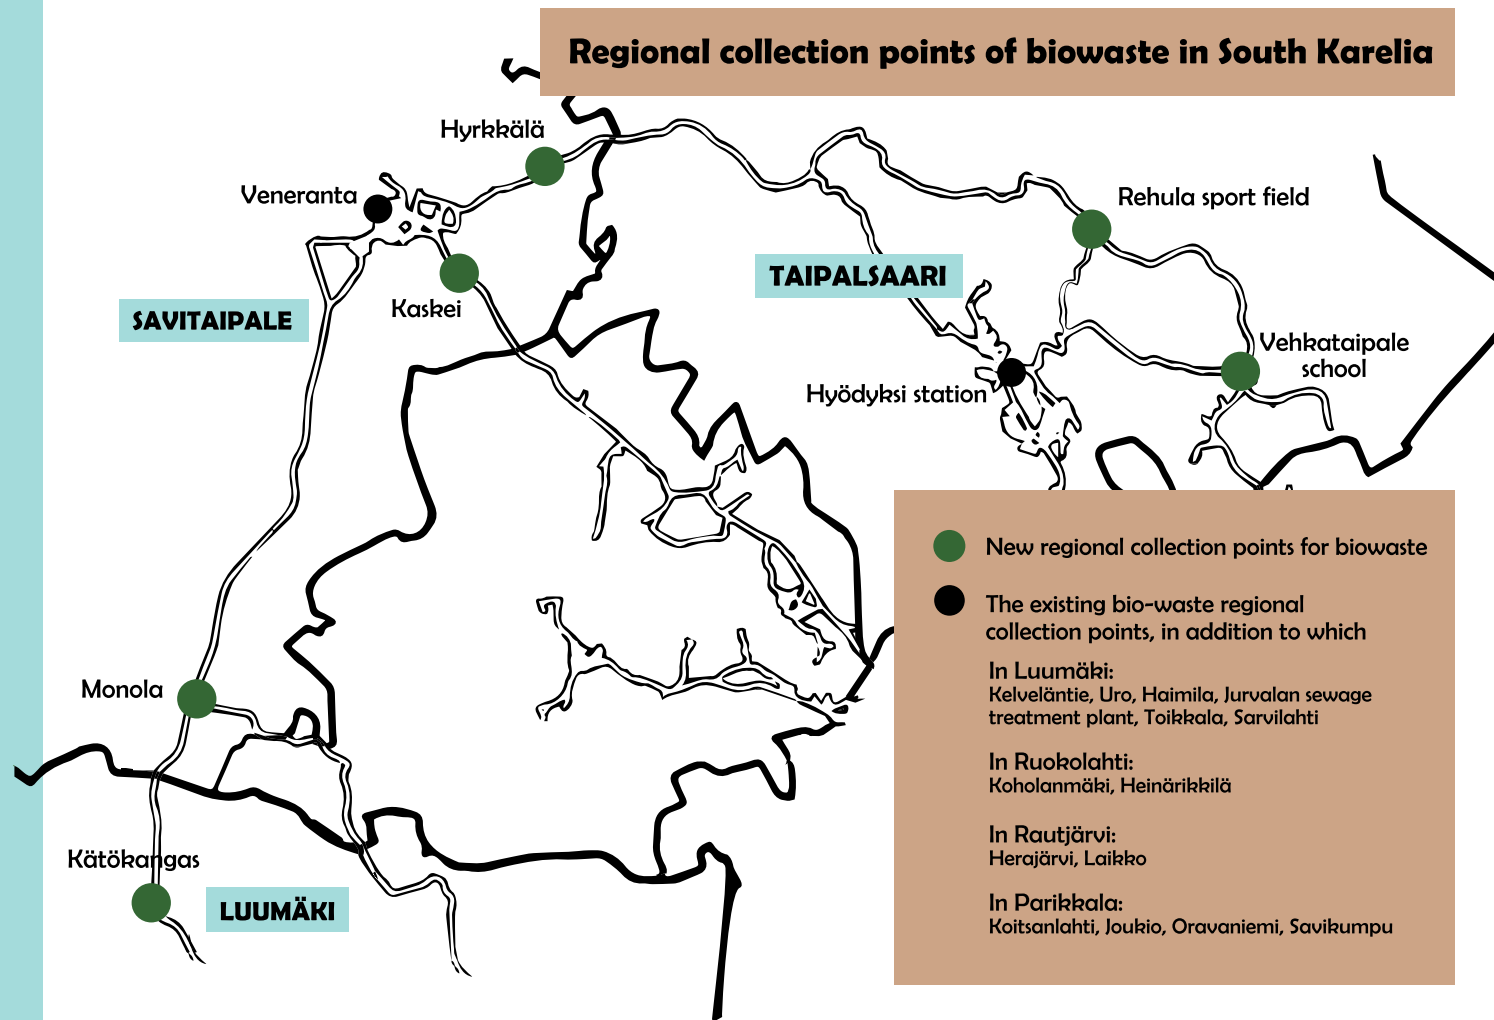 Regional collection points of biowaste in South Karelia
Hyrkkälä
Veneranta
Rehula sport field
TAIPALSAARI
Kaskei
SAVITAIPALE
Vehkataipale
school
Hyödyksi station
New regional collection points for biowaste
The existing bio-waste regional
collection points, in addition to which
In Luumäki:
Kelveläntie, Uro, Haimila, Jurvalan sewage
treatment plant, Toikkala, Sarvilahti
In Ruokolahti:
Koholanmäki, Heinärikkilä
In Rautjärvi:
Herajärvi, Laikko
In Parikkala:
Koitsanlahti, Joukio, Oravaniemi, Savikumpu
Monola
Kätökangas
LUUMÄKI